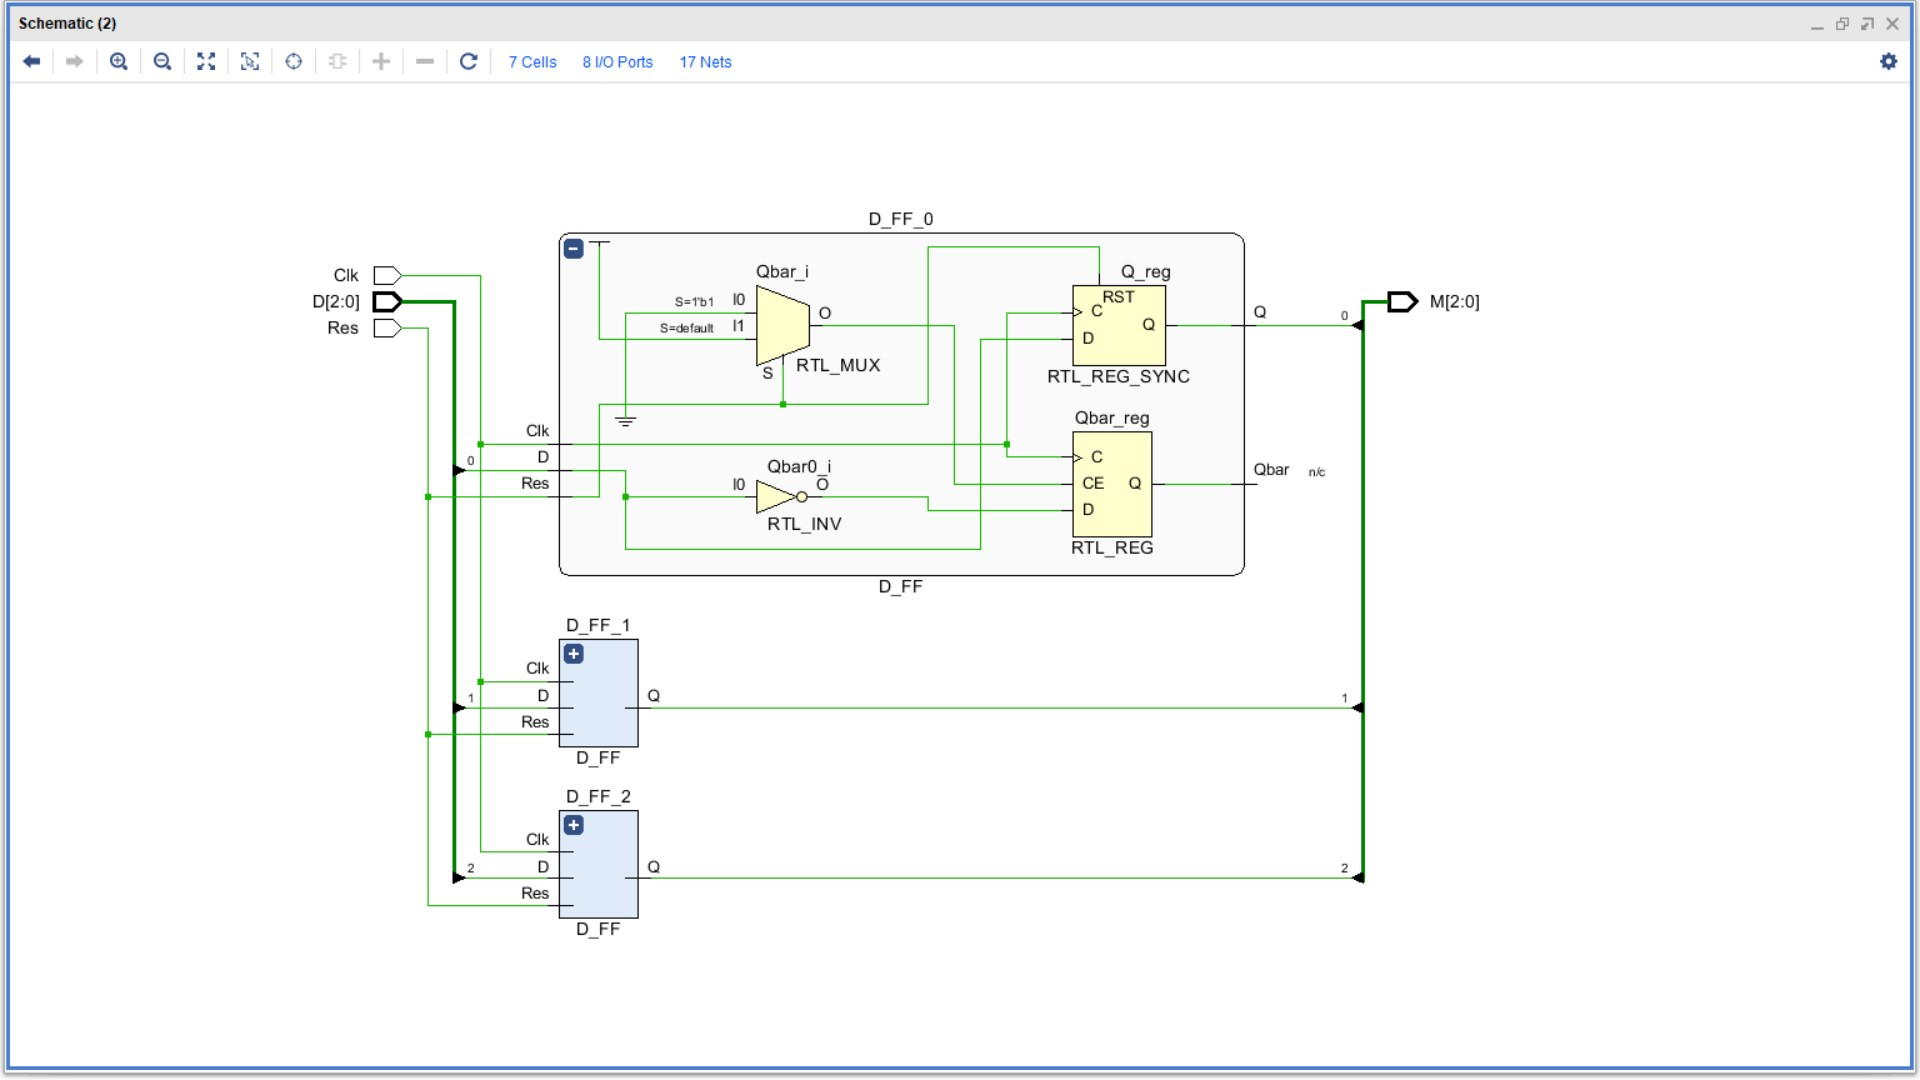 Schematic (2)
7 Cells 8 I/O Ports 17 Nets
D_FF_0
Clk
D[2:0]
Res
Qbar_i
S=1'b1 I0
S=default I1
O
S
RTL_MUX
Q_reg
RST
C
D
Q
RTL_REG_SYNC
Q
0
M[2:0]
Clk
0
D
Res
Qbar0_i
I0
O
RTL_INV
Qbar_reg
C
CE
D
Q
RTL_REG
Qbar n/c
D_FF
D_FF_1
Clk
1
D
Res
Q
1
D_FF
D_FF_2
Clk
2
D
Res
Q
2
D_FF